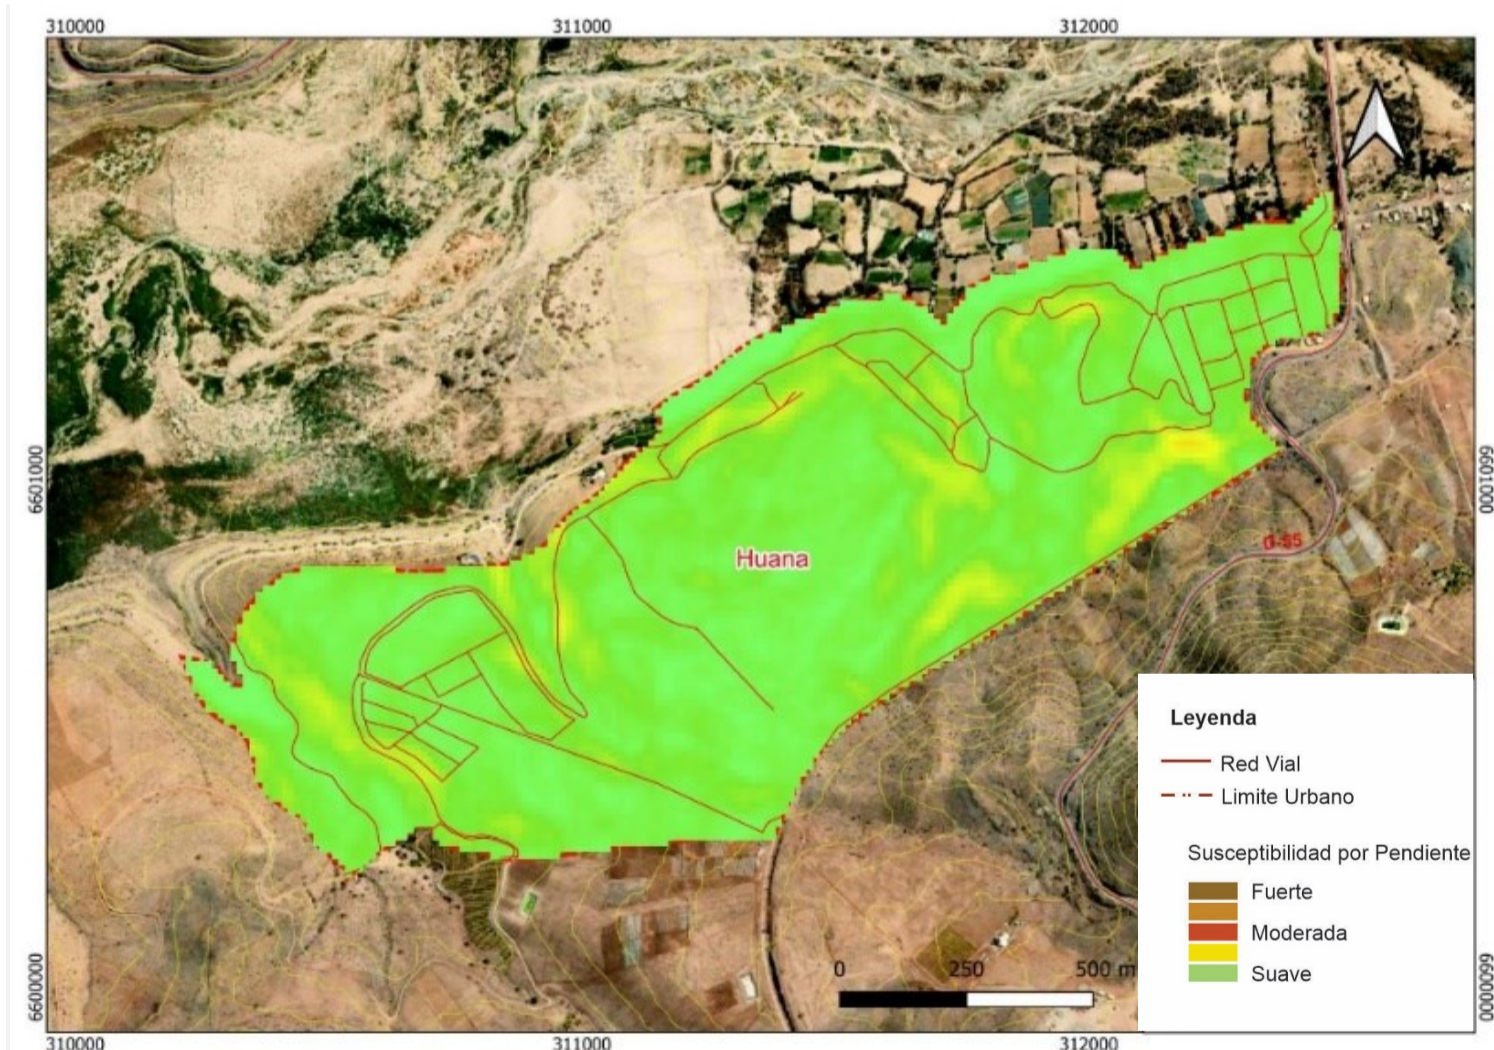 310000
311000
312000
6601000
6601000
Huana
D-55
Leyenda
Red Vial
Limite Urbano
Susceptibilidad por Pendiente
Fuerte
Moderada
Suave
0
250
500 m
6600000
6600000
310000
311000
312000